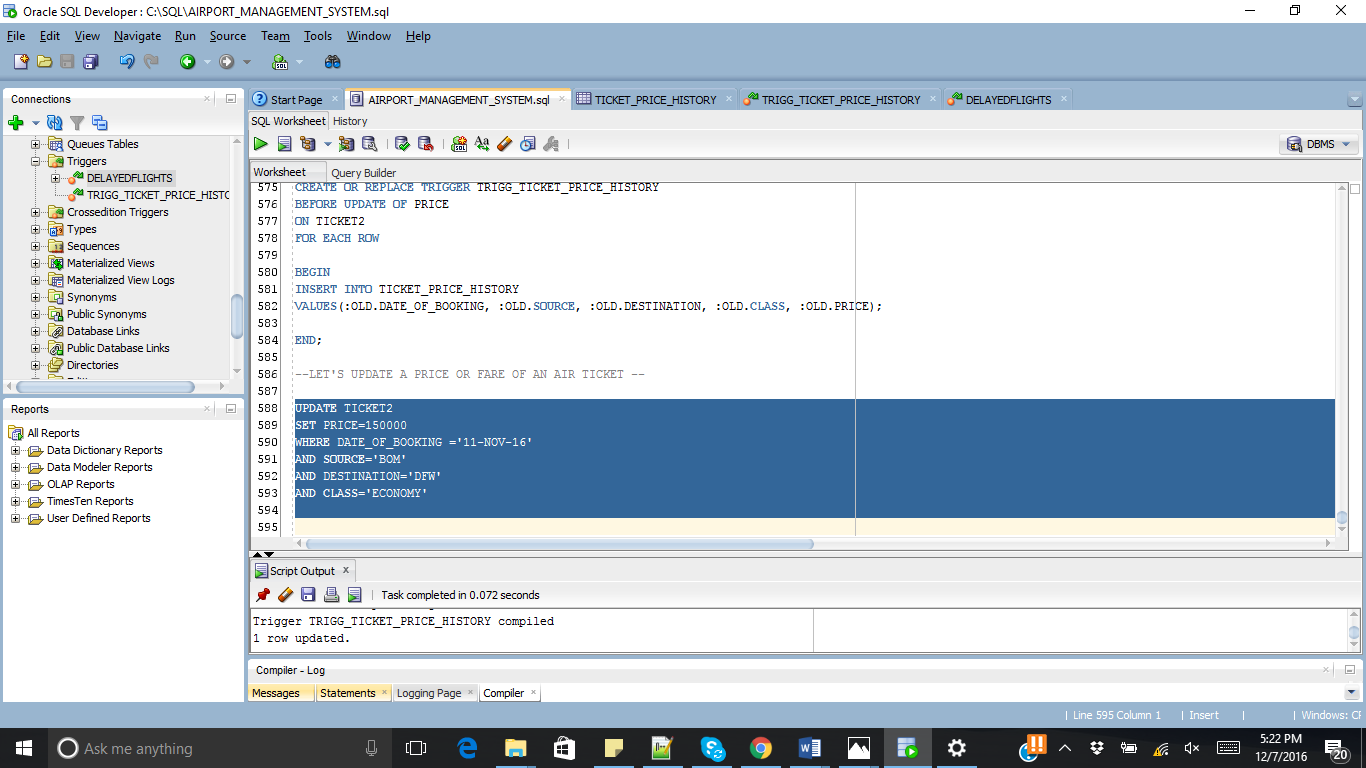 Oracle SQL Developer : C:\SQL\AIRPORT_MANAGEMENT_SYSTEM.sql
File Edit View Navigate Run Source Team Tools Window Help
Connections
Queues Tables
Triggers
DELAYEDFLIGHTS
TRIGG_TICKET_PRICE_HISTO
Crossedition Triggers
Types
Sequences
Materialized Views
Materialized View Logs
Synonyms
Public Synonyms
Database Links
Public Database Links
Directories
Reports
All Reports
Data Dictionary Reports
Data Modeler Reports
OLAP Reports
TimesTen Reports
User Defined Reports
Start Page AIRPORT_MANAGEMENT_SYSTEM.sql TICKET_PRICE_HISTORY TRIGG_TICKET_PRICE_HISTORY DELAYEDFLIGHTS
SQL Worksheet History
DBMS
Worksheet Query Builder
575 CREATE OR REPLACE TRIGGER TRIGG_TICKET_PRICE_HISTORY
576 BEFORE UPDATE OF PRICE
577 ON TICKET2
578 FOR EACH ROW
579
580 BEGIN
581 INSERT INTO TICKET_PRICE_HISTORY
582 VALUES(:OLD.DATE_OF_BOOKING, :OLD.SOURCE, :OLD.DESTINATION, :OLD.CLASS, :OLD.PRICE);
583
584 END;
585
586 --LET'S UPDATE A PRICE OR FARE OF AN AIR TICKET --
587
588 UPDATE TICKET2
589 SET PRICE=150000
590 WHERE DATE_OF_BOOKING ='11-NOV-16'
591 AND SOURCE='BOM'
592 AND DESTINATION='DFW'
593 AND CLASS='ECONOMY'
594
595
Script Output x
Task completed in 0.072 seconds
Trigger TRIGG_TICKET_PRICE_HISTORY compiled
1 row updated.
Compiler - Log
Messages Statements Logging Page Compiler
Line 595 Column 1 Insert Windows: CR
Ask me anything
5:22 PM
12/7/2016
20